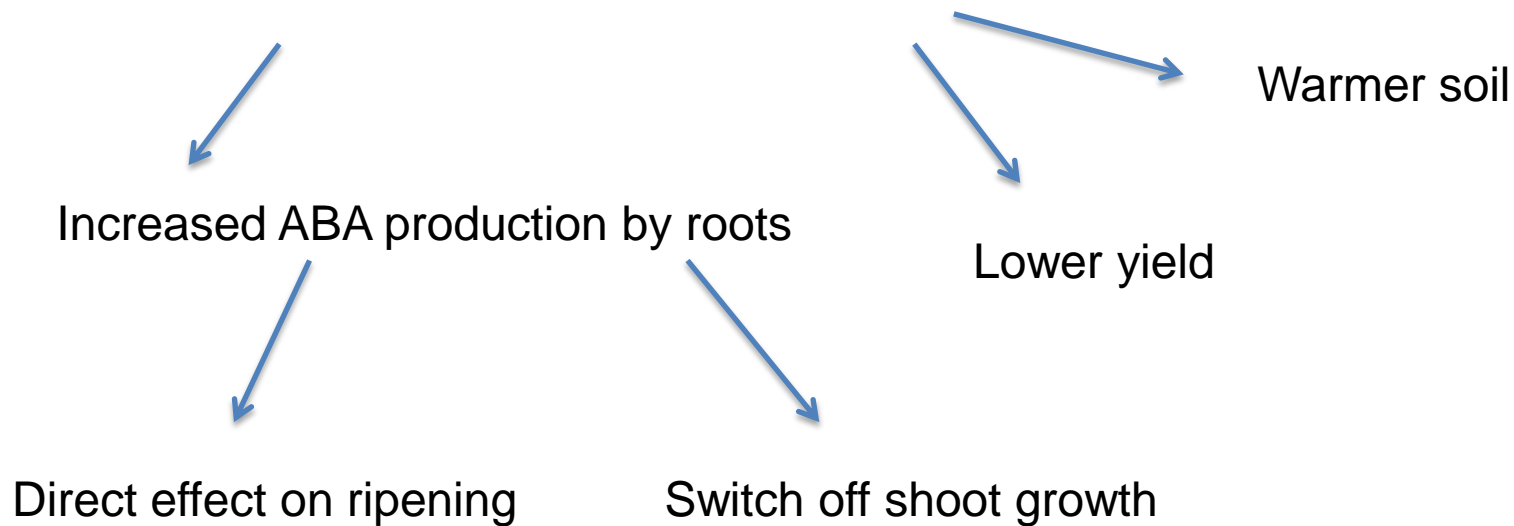 Warmer soil
Increased ABA production by roots
Lower yield
Direct effect on ripening
Switch off shoot growth